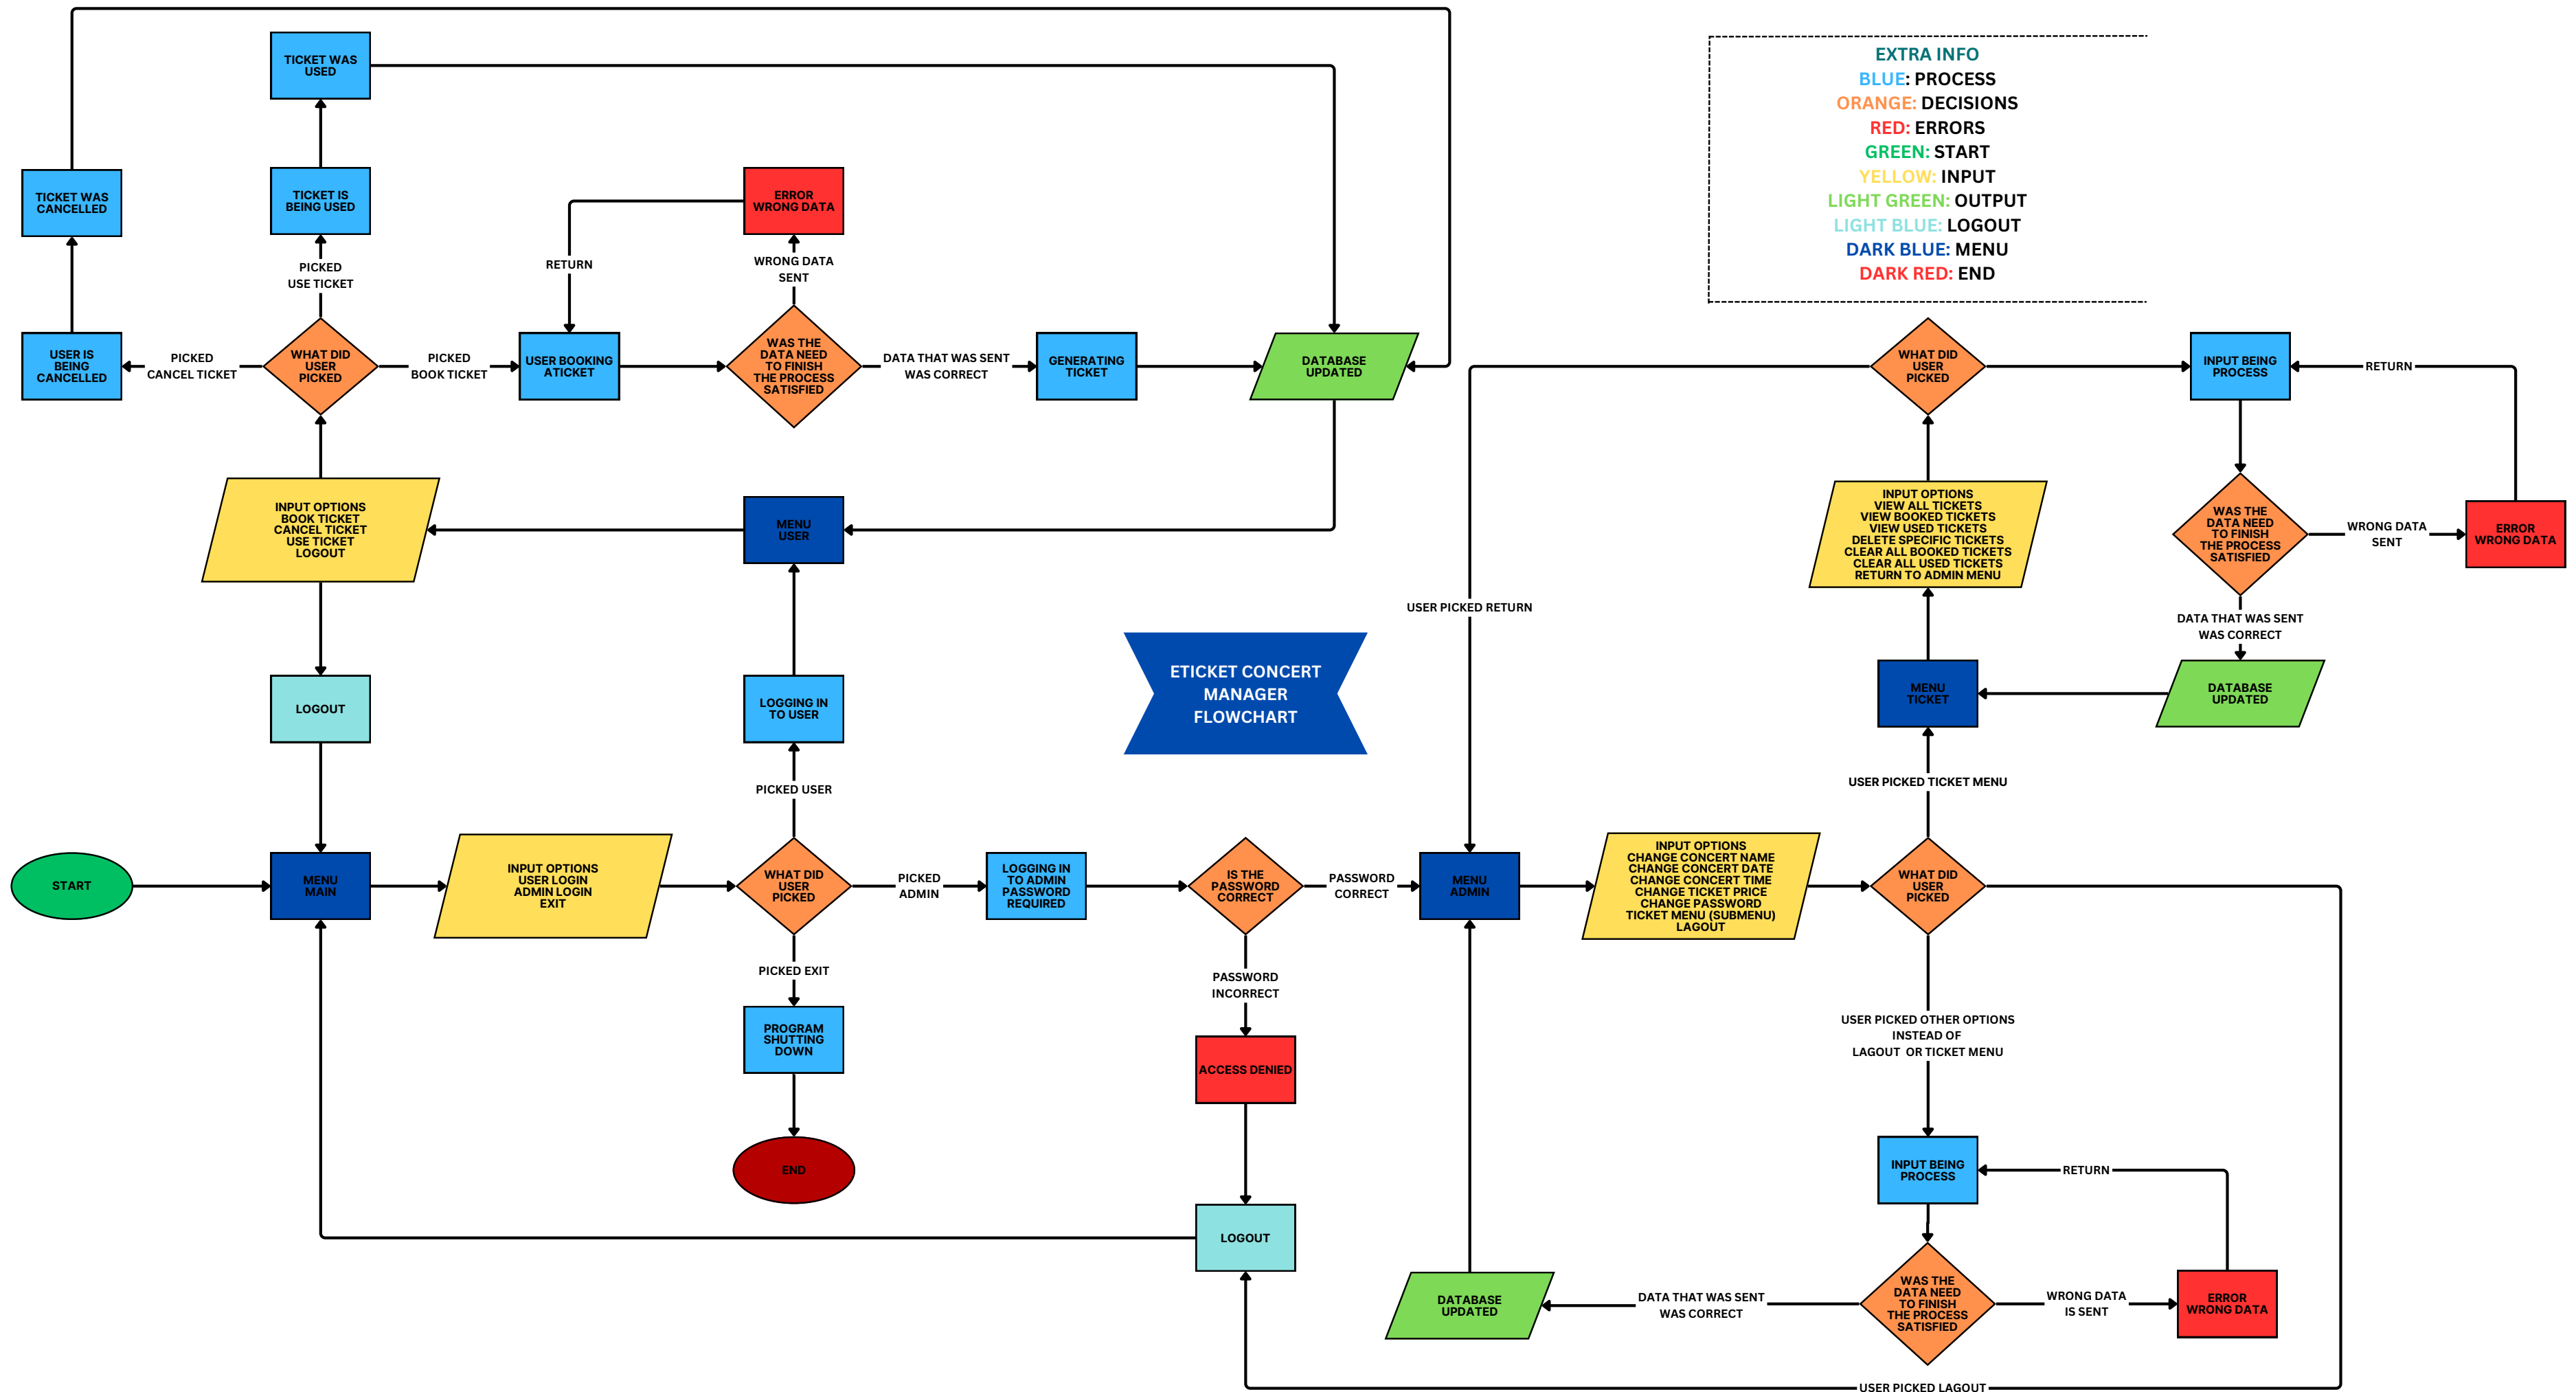 TICKET WAS
USED
EXTRA INFO
BLUE: PROCESS
ORANGE: DECISIONS
RED: ERRORS
GREEN: START
YELLOW: INPUT
LIGHT GREEN: OUTPUT
LIGHT BLUE: LOGOUT
DARK BLUE: MENU
DARK RED: END
TICKET WAS
CANCELLED
TICKET IS
BEING USED
ERROR
WRONG DATA
PICKED
USE TICKET
RETURN
WRONG DATA
SENT
USER IS
BEING
CANCELLED
PICKED
CANCEL TICKET
WHAT DID
USER
PICKED
PICKED
BOOK TICKET
USER BOOKING
ATICKET
WAS THE
DATA NEED
TO FINISH
THE PROCESS
SATISFIED
DATA THAT WAS SENT
WAS CORRECT
GENERATING
TICKET
DATABASE
UPDATED
WHAT DID
USER
PICKED
INPUT BEING
PROCESS
RETURN
INPUT OPTIONS
BOOK TICKET
CANCEL TICKET
USE TICKET
LOGOUT
MENU
USER
INPUT OPTIONS
VIEW ALL TICKETS
VIEW BOOKED TICKETS
VIEW USED TICKETS
DELETE SPECIFIC TICKETS
CLEAR ALL BOOKED TICKETS
CLEAR ALL USED TICKETS
RETURN TO ADMIN MENU
WAS THE
DATA NEED
TO FINISH
THE PROCESS
SATISFIED
WRONG DATA
SENT
ERROR
WRONG DATA
USER PICKED RETURN
DATA THAT WAS SENT
WAS CORRECT
LOGOUT
LOGGING IN
TO USER
ETICKET CONCERT
MANAGER
FLOWCHART
MENU
TICKET
DATABASE
UPDATED
PICKED USER
USER PICKED TICKET MENU
START
MENU
MAIN
INPUT OPTIONS
USER LOGIN
ADMIN LOGIN
EXIT
WHAT DID
USER
PICKED
PICKED
ADMIN
LOGGING IN
TO ADMIN
PASSWORD
REQUIRED
IS THE
PASSWORD
CORRECT
PASSWORD
CORRECT
MENU
ADMIN
INPUT OPTIONS
CHANGE CONCERT NAME
CHANGE CONCERT DATE
CHANGE CONCERT TIME
CHANGE TICKET PRICE
CHANGE PASSWORD
TICKET MENU (SUBMENU)
LAGOUT
WHAT DID
USER
PICKED
PICKED EXIT
PASSWORD
INCORRECT
PROGRAM
SHUTTING
DOWN
USER PICKED OTHER OPTIONS
INSTEAD OF
LAGOUT OR TICKET MENU
ACCESS DENIED
END
INPUT BEING
PROCESS
RETURN
LOGOUT
DATABASE
UPDATED
DATA THAT WAS SENT
WAS CORRECT
WAS THE
DATA NEED
TO FINISH
THE PROCESS
SATISFIED
WRONG DATA
IS SENT
ERROR
WRONG DATA
USER PICKED LAGOUT